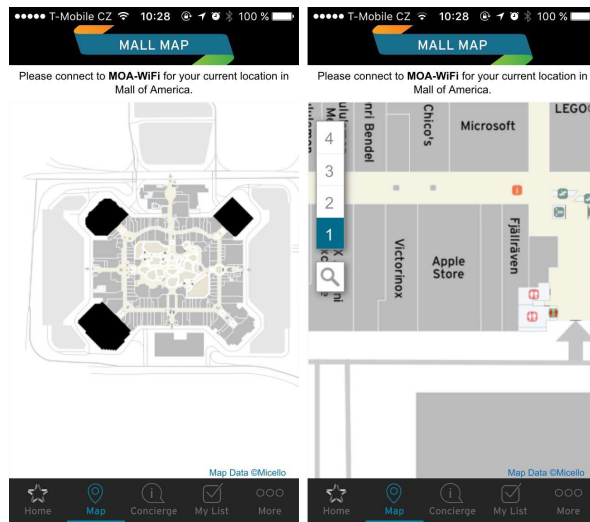 T-Mobile CZ 10:28 100 %
MALL MAP
Please connect to MOA-WiFi for your current location in
Mall of America.
Map Data ©Micello
Home Map Concierge My List More
T-Mobile CZ 10:28 100 %
MALL MAP
Please connect to MOA-WiFi for your current location in
Mall of America.
nri Bendel
Chico's
Microsoft
LEGO®
4
3
2
1
Victorinox
Apple
Store
Fjällräven
Map Data ©Micello
Home Map Concierge My List More